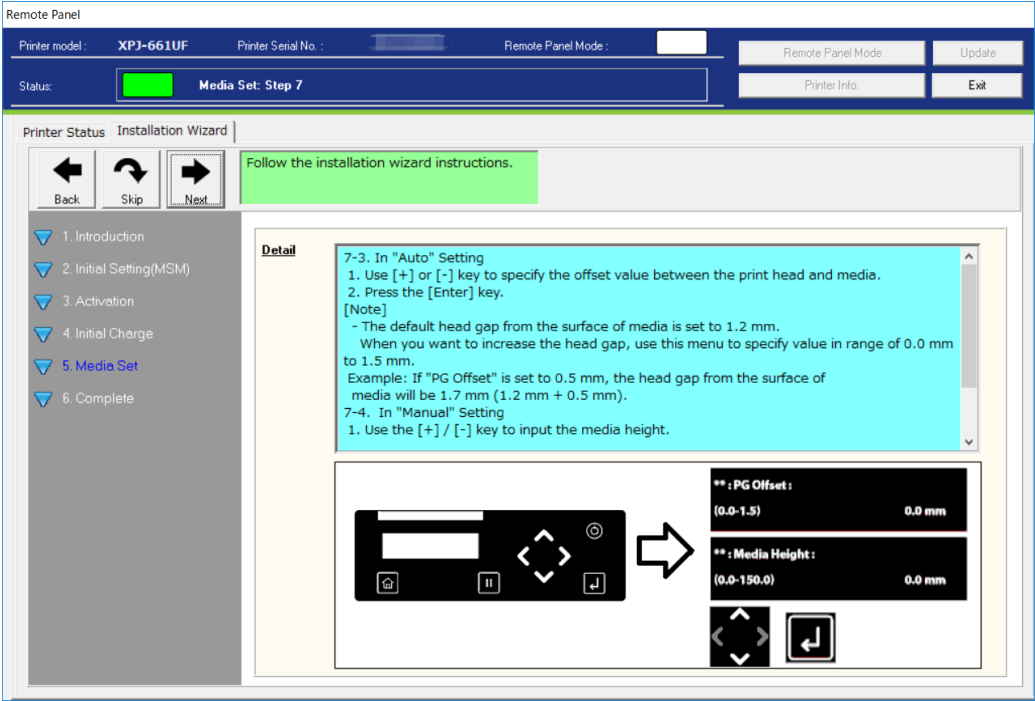 Remote Panel
Printer model : XPJ-661UF Printer Serial No. : Remote Panel Mode : Remote Panel Mode Update
Status: Media Set: Step 7 Printer Info. Exit
Printer Status Installation Wizard
Back Skip Next
Follow the installation wizard instructions.
1. Introduction
2. Initial Setting(MSM)
3. Activation
4. Initial Charge
5. Media Set
6. Complete
Detail
7-3. In "Auto" Setting
1. Use [+] or [-] key to specify the offset value between the print head and media.
2. Press the [Enter] key.
[Note]
- The default head gap from the surface of media is set to 1.2 mm.
When you want to increase the head gap, use this menu to specify value in range of 0.0 mm
to 1.5 mm.
Example: If "PG Offset" is set to 0.5 mm, the head gap from the surface of
media will be 1.7 mm (1.2 mm + 0.5 mm).
7-4. In "Manual" Setting
1. Use the [+] / [-] key to input the media height.
** : PG Offset :
(0.0-1.5) 0.0 mm
** : Media Height :
(0.0-150.0) 0.0 mm